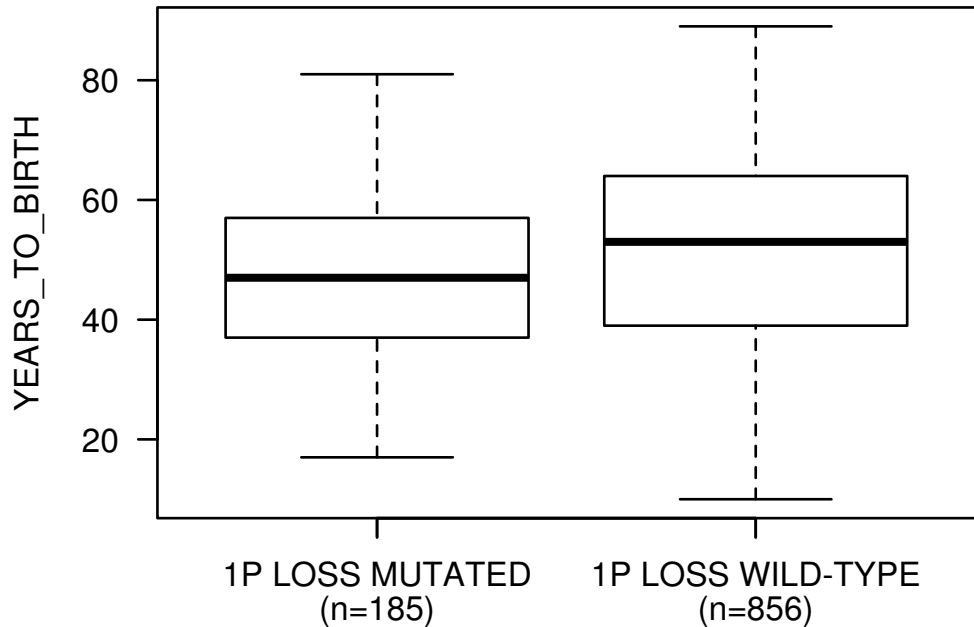 YEARS_TO_BIRTH
80
60
40
20
1P LOSS MUTATED
(n=185)
1P LOSS WILD-TYPE
(n=856)